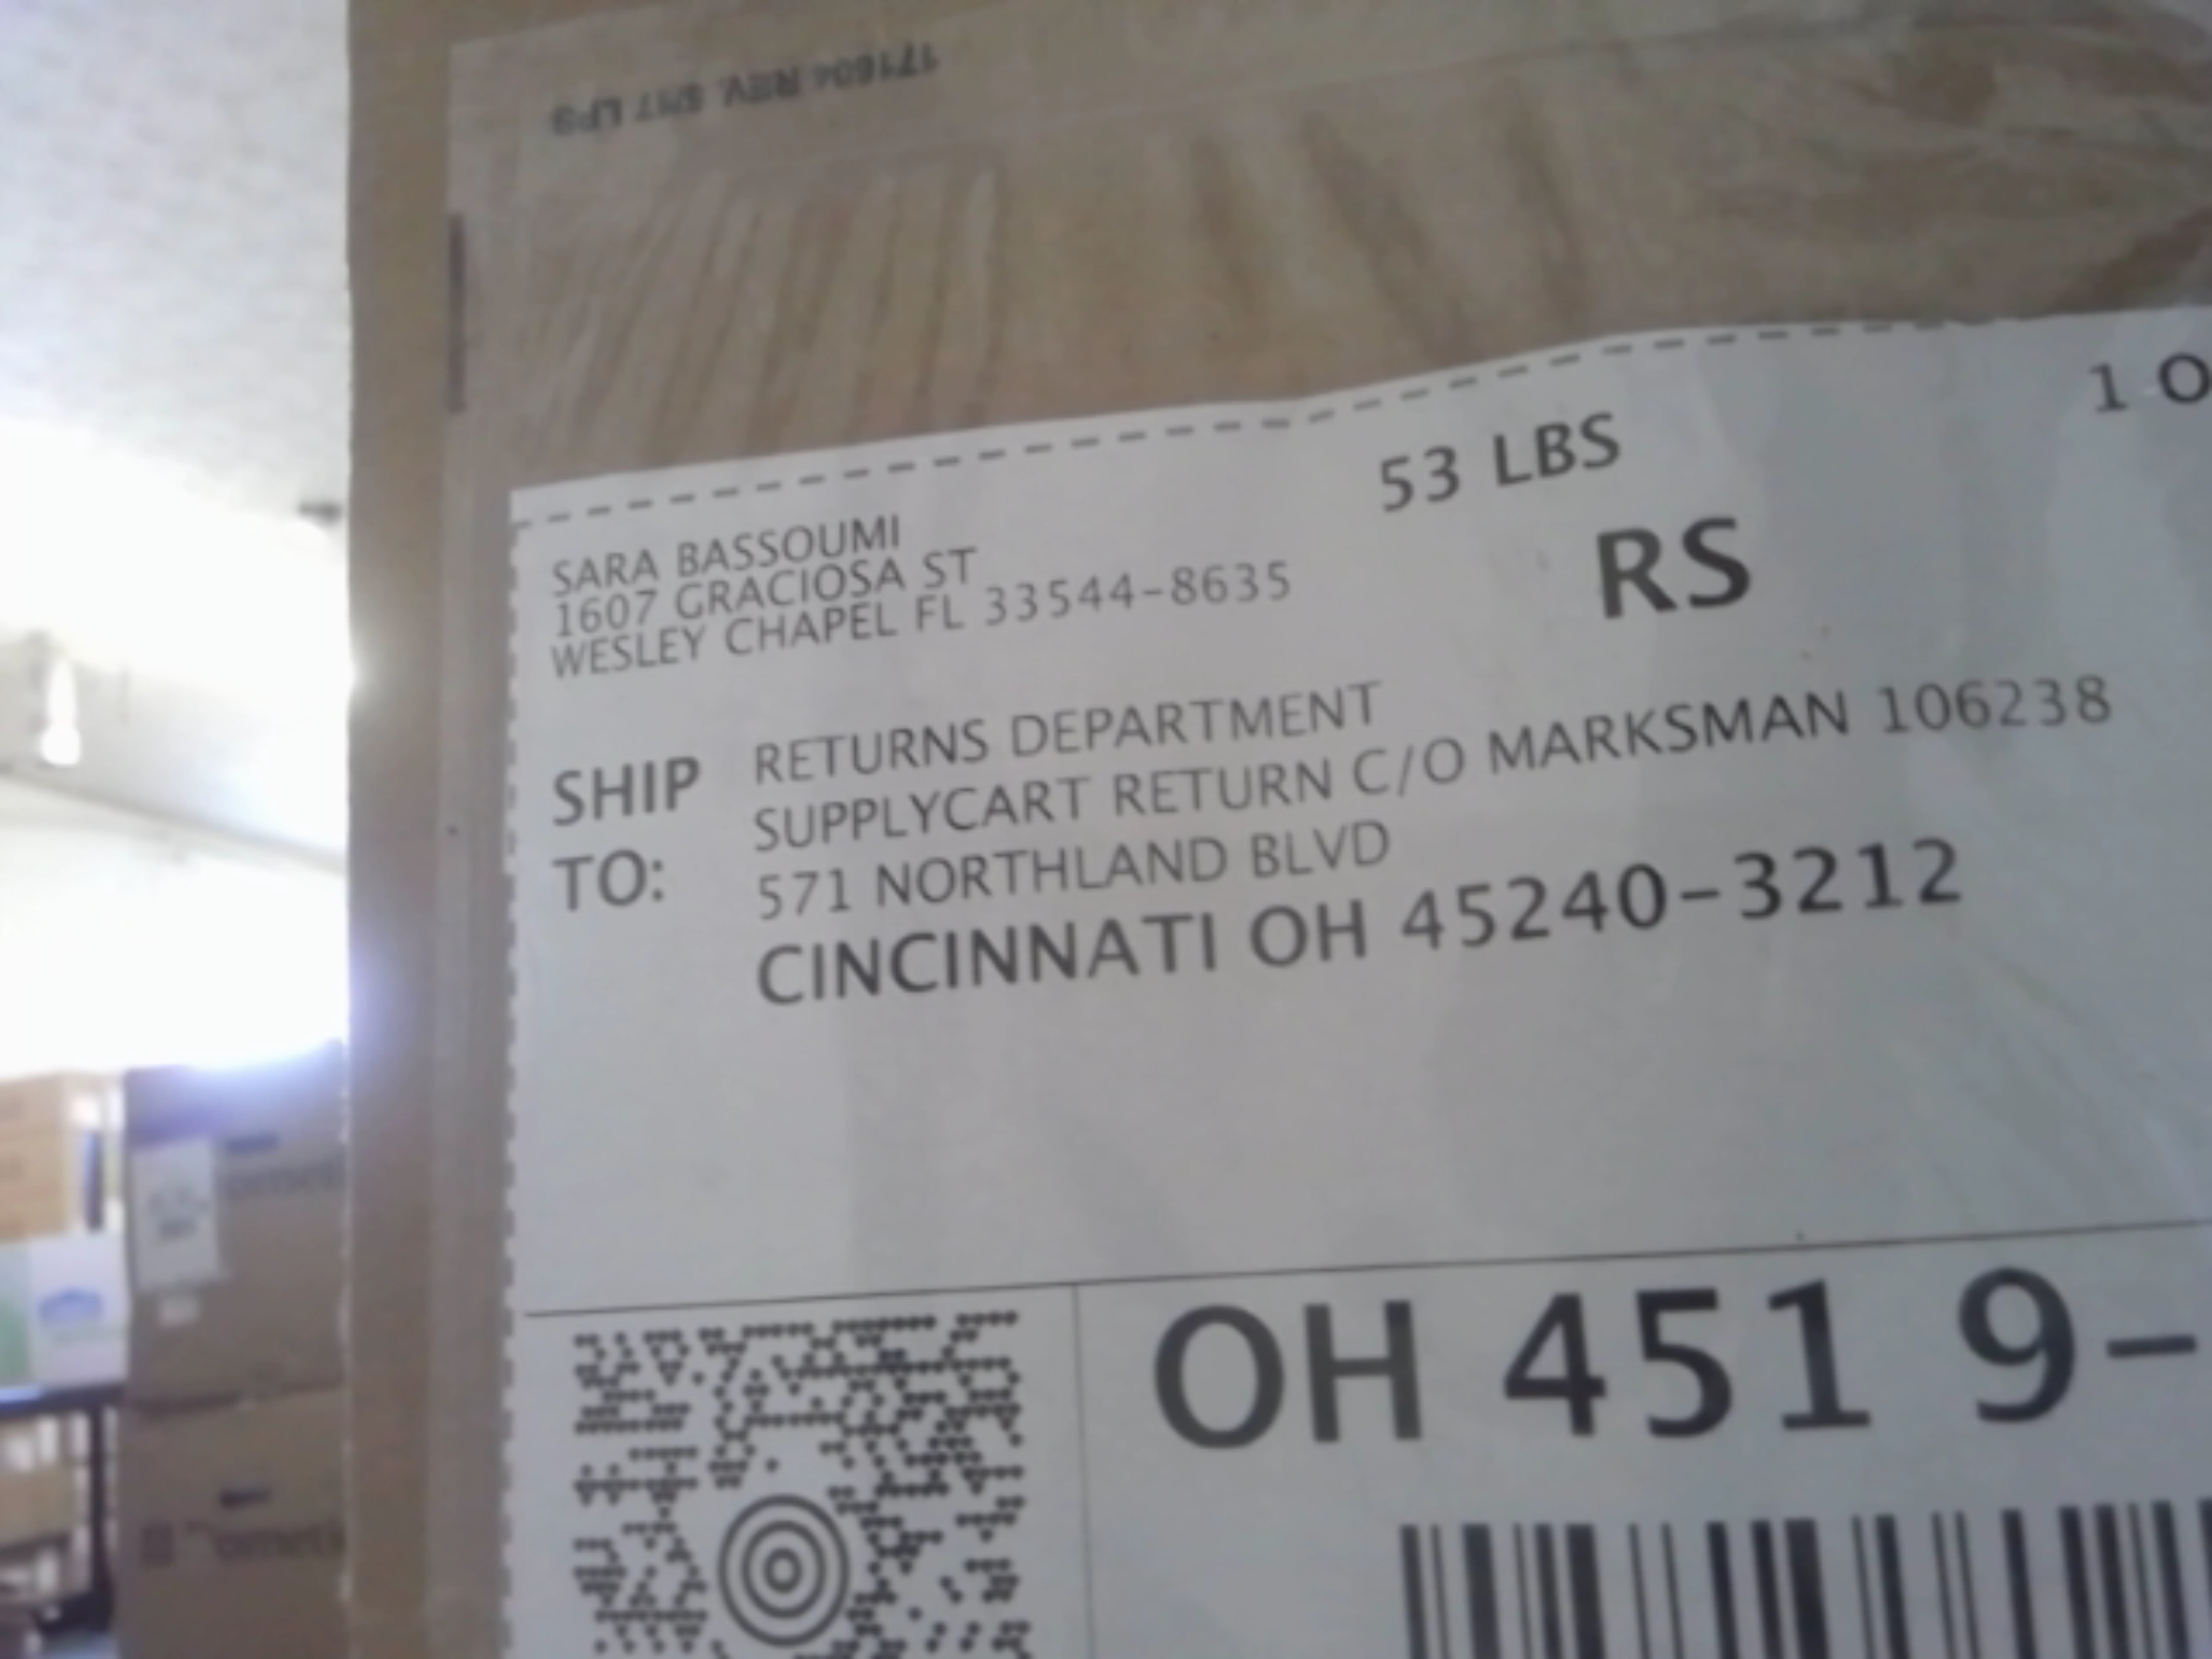 53 LBS
1 O
SARA BASSOUMI
1607 GRACIOSA ST
WESLEY CHAPEL FL 33544-8635
RS
SHIP TO:
RETURNS DEPARTMENT
SUPPLYCART RETURN C/O MARKSMAN 106238
571 NORTHLAND BLVD
CINCINNATI OH 45240-3212
OH 451 9-